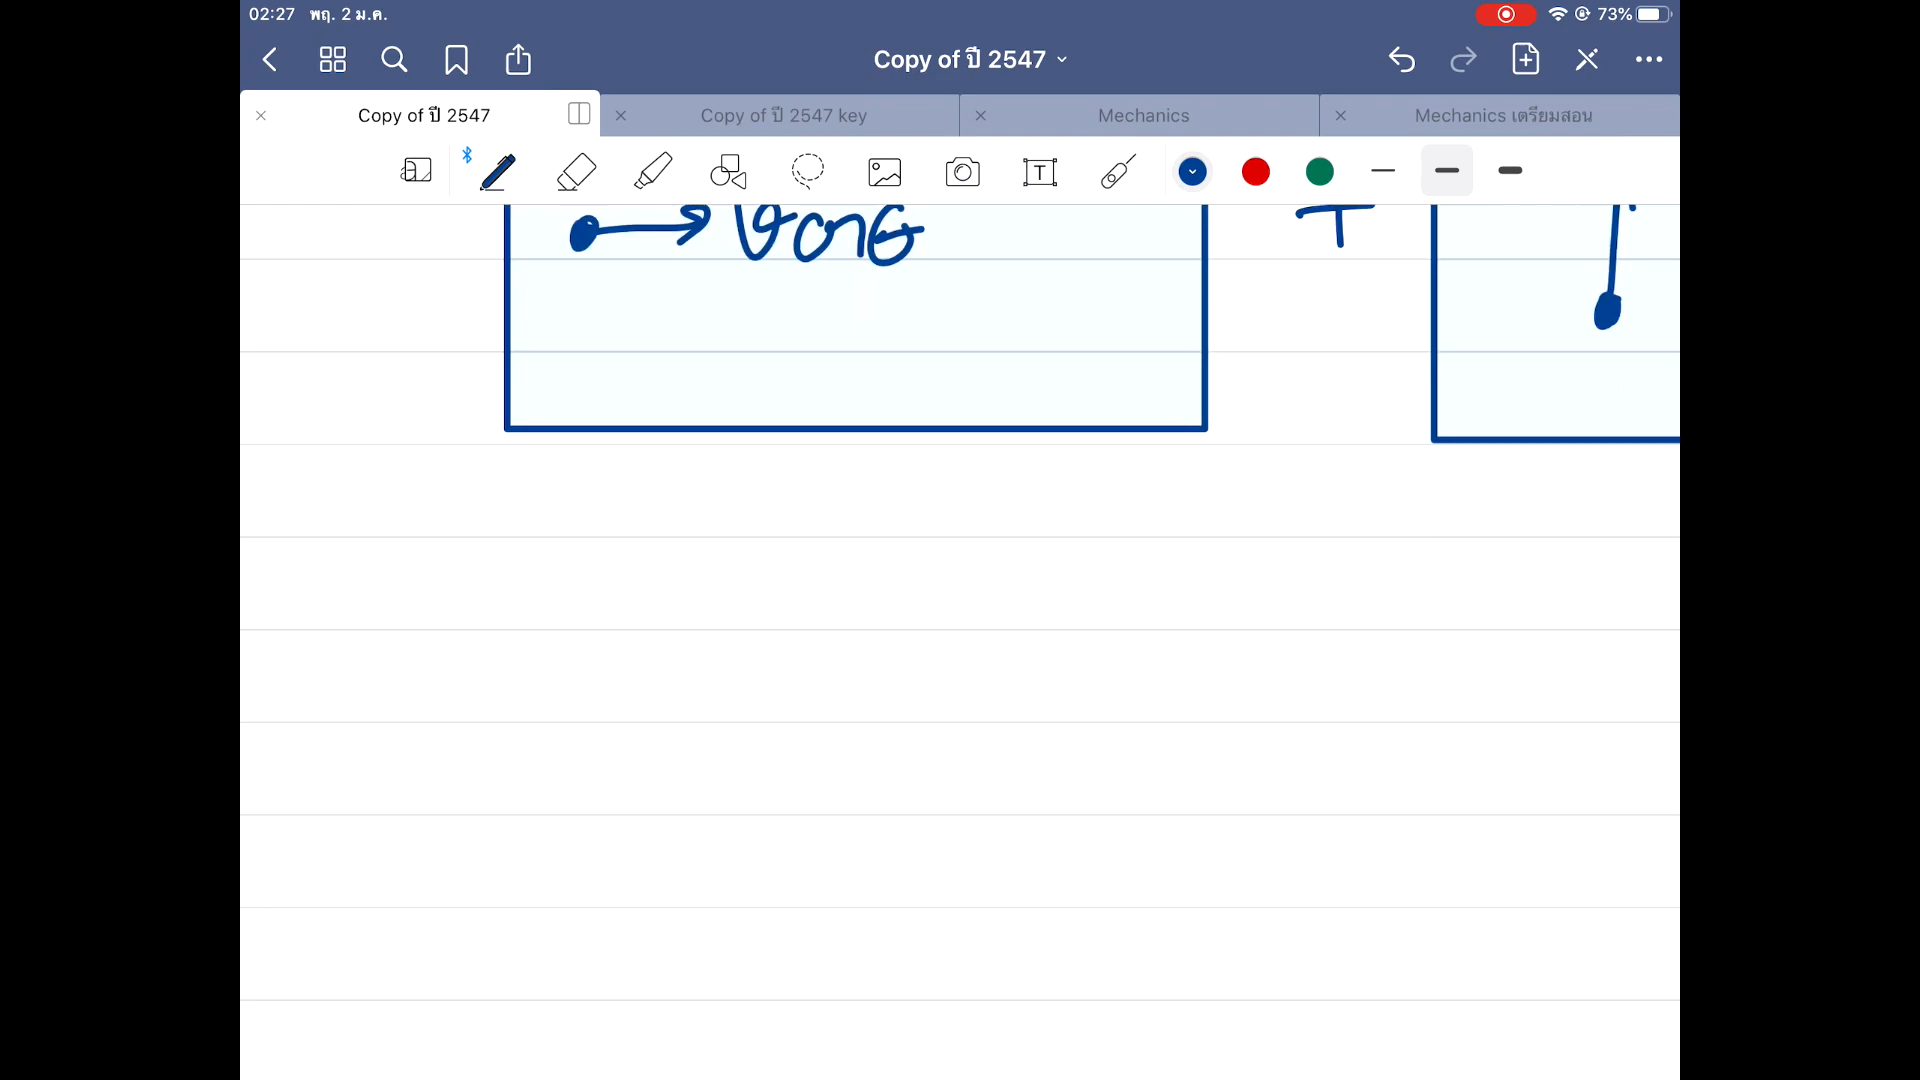 02:27 พฤ. 2 ม.ค.
73%
Copy of ปี 2547
Copy of ปี 2547
Copy of ปี 2547 key
Mechanics
Mechanics เตรียมสอน
T
v cosθ
+